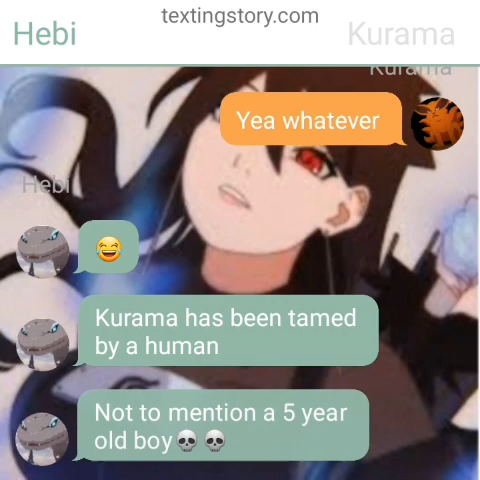 textingstory.com
Hebi Kurama
Kurama
Yea whatever
Hebi
😂
Kurama has been tamed
by a human
Not to mention a 5 year
old boy💀💀